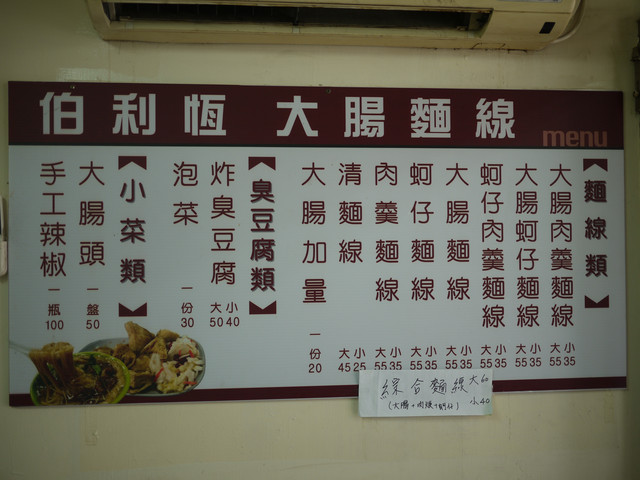 伯利恆 大腸麵線
menu
【麵線類】
大腸肉羹麵線 大55 小35
大腸蚵仔麵線 大55 小35
蚵仔肉羹麵線 大55 小35
大腸麵線 大55 小35
蚵仔麵線 大55 小35
肉羹麵線 大55 小35
清麵線 大45 小25
大腸加量 一份20
【臭豆腐類】
炸臭豆腐 大50 小40
泡菜 一份30
【小菜類】
大腸頭 一盤50
手工辣椒 一瓶100
綜合麵線 大60
小40